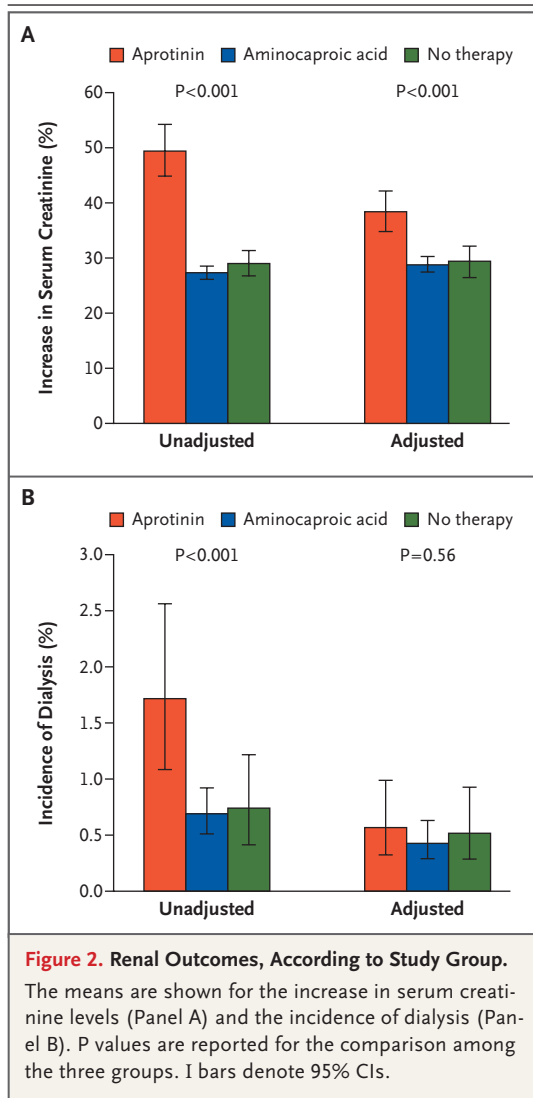 A
Aprotinin Aminocaproic acid No therapy
P<0.001 P<0.001
60
50
40
30
20
10
0
Increase in Serum Creatinine (%)
Unadjusted Adjusted
B
Aprotinin Aminocaproic acid No therapy
P<0.001 P=0.56
3.0
2.5
2.0
1.5
1.0
0.5
0.0
Incidence of Dialysis (%)
Unadjusted Adjusted
Figure 2. Renal Outcomes, According to Study Group.
The means are shown for the increase in serum creati-
nine levels (Panel A) and the incidence of dialysis (Pan-
el B). P values are reported for the comparison among
the three groups. I bars denote 95% CIs.